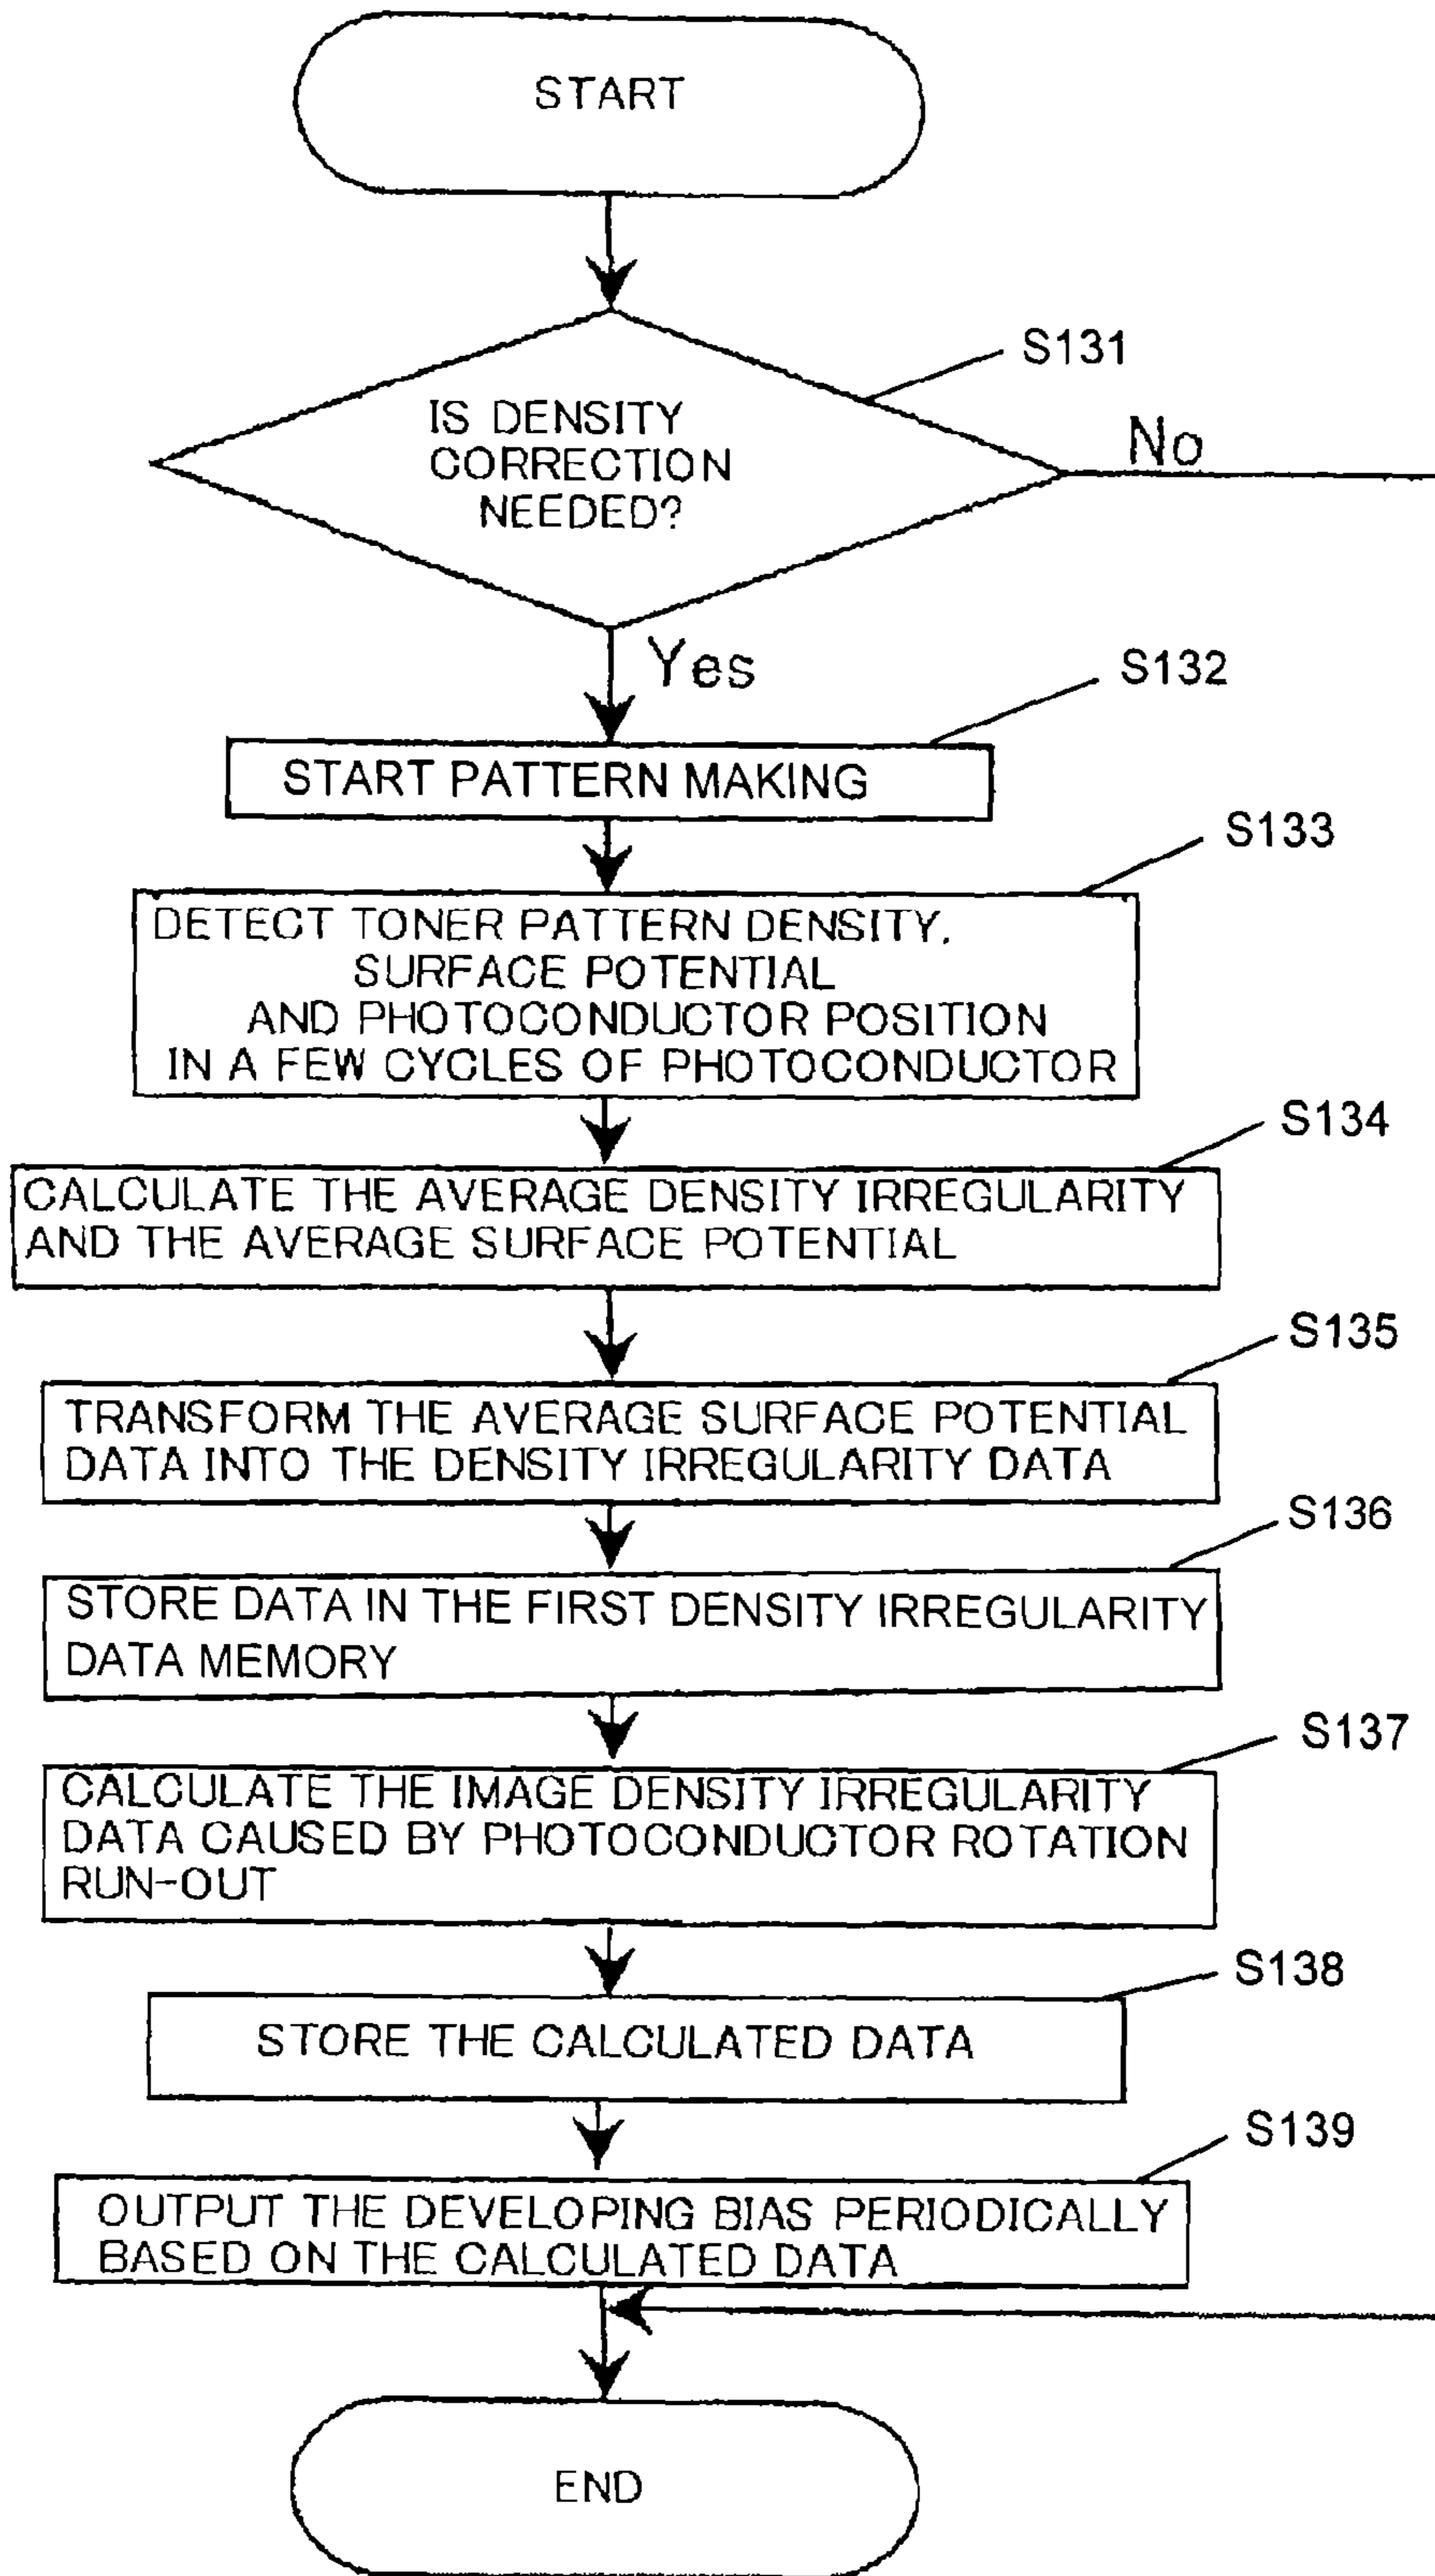 START
S131
IS DENSITY
CORRECTION
NEEDED?
No
Yes
S132
START PATTERN MAKING
S133
DETECT TONER PATTERN DENSITY,
SURFACE POTENTIAL
AND PHOTOCONDUCTOR POSITION
IN A FEW CYCLES OF PHOTOCONDUCTOR
S134
CALCULATE THE AVERAGE DENSITY IRREGULARITY
AND THE AVERAGE SURFACE POTENTIAL
S135
TRANSFORM THE AVERAGE SURFACE POTENTIAL
DATA INTO THE DENSITY IRREGULARITY DATA
S136
STORE DATA IN THE FIRST DENSITY IRREGULARITY
DATA MEMORY
S137
CALCULATE THE IMAGE DENSITY IRREGULARITY
DATA CAUSED BY PHOTOCONDUCTOR ROTATION
RUN-OUT
S138
STORE THE CALCULATED DATA
S139
OUTPUT THE DEVELOPING BIAS PERIODICALLY
BASED ON THE CALCULATED DATA
END